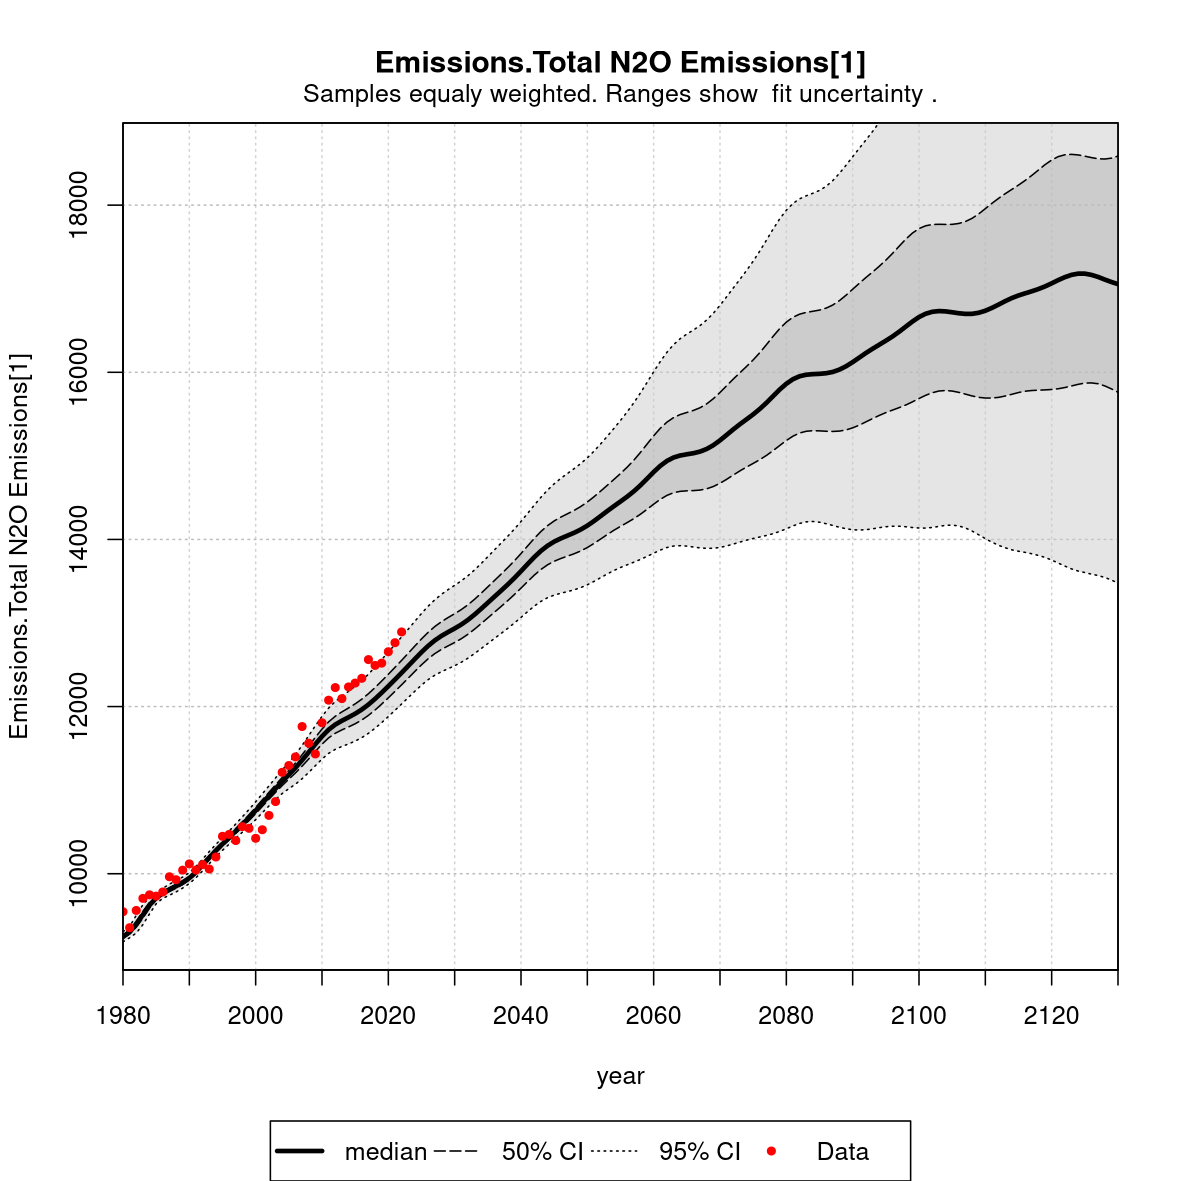 Emissions.Total N2O Emissions[1]
Samples equaly weighted. Ranges show  fit uncertainty .
Emissions.Total N2O Emissions[1]
18000
16000
14000
12000
10000
1980 2000 2020 2040 2060 2080 2100 2120
year
median 50% CI 95% CI Data